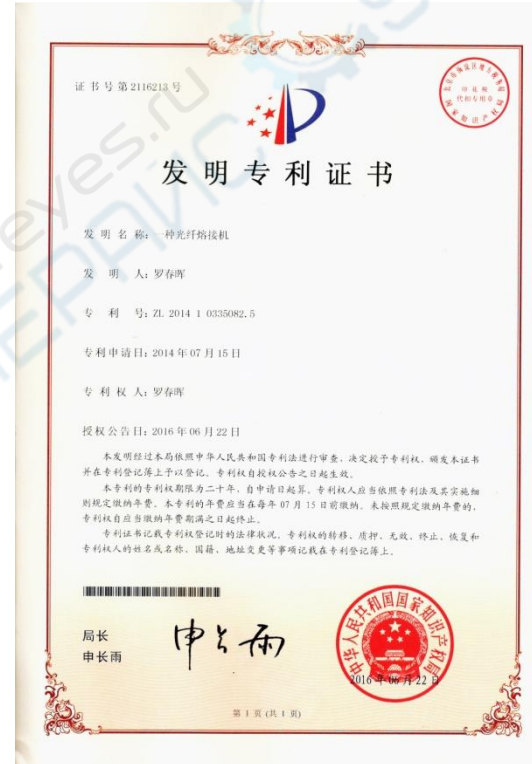 证书号第2116213号
印花税
代扣专用章
发明专利证书
发 明 名 称：一种光纤熔接机
发 明 人：罗春晖
专 利 号：ZL 2014 1 0335082.5
专利申请日：2014年07月15日
专 利 权 人：罗春晖
授权公告日：2016年06月22日
本发明经过本局依照中华人民共和国专利法进行审查，决定授予专利权，颁发本证书
并在专利登记簿上予以登记。专利权自授权公告之日起生效。
本专利的专利权期限为二十年，自申请日起算。专利权人应当依照专利法及其实施细
则规定缴纳年费。本专利的年费应当在每年07月15日前缴纳。未按照规定缴纳年费的，
专利权自应当缴纳年费期满之日起终止。
专利证书记载专利权登记时的法律状况。专利权的转移、质押、无效、终止、恢复和
专利权人的姓名或名称、国籍、地址变更等事项记载在专利登记簿上。
局长
申长雨
申长雨
中华人民共和国国家知识产权局
2016年06月22日
第 1 页 (共 1 页)